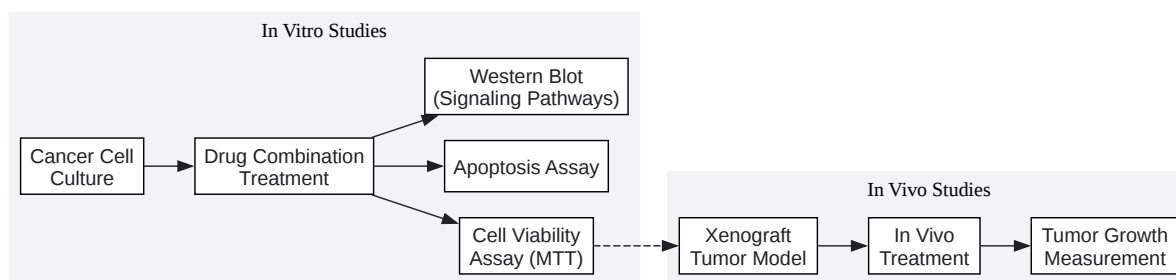 In Vitro Studies
Western Blot
(Signaling Pathways)
Cancer Cell
Culture
Drug Combination
Treatment
Apoptosis Assay
Cell Viability
Assay (MTT)
In Vivo Studies
Xenograft
Tumor Model
In Vivo
Treatment
Tumor Growth
Measurement